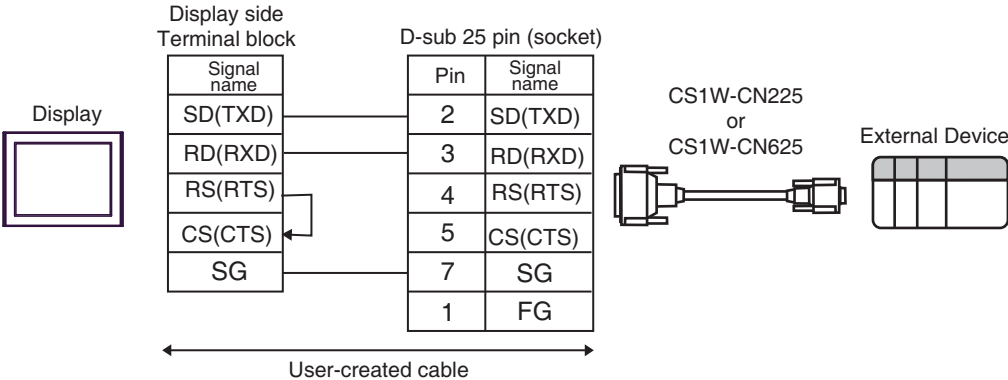 Display side
Terminal block
D-sub 25 pin (socket)
Signal name
Pin
Signal name
SD(TXD)
2
SD(TXD)
RD(RXD)
3
RD(RXD)
RS(RTS)
4
RS(RTS)
CS(CTS)
5
CS(CTS)
SG
7
SG
1
FG
User-created cable
Display
CS1W-CN225
or
CS1W-CN625
External Device